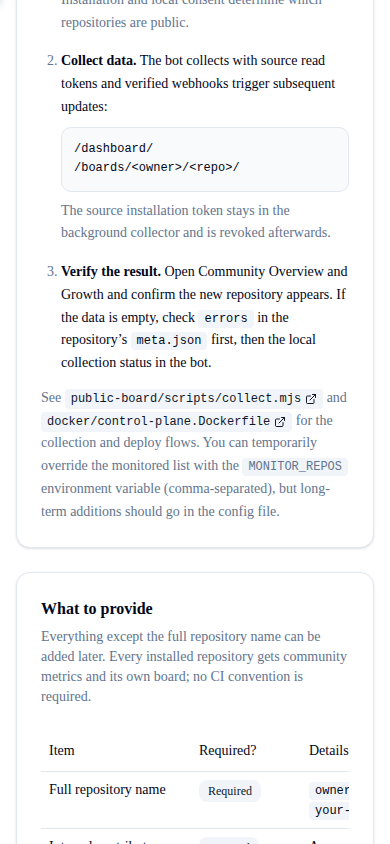 repositories are public.
2. Collect data. The bot collects with source read
tokens and verified webhooks trigger subsequent
updates:
/dashboard/
/boards/<owner>/<repo>/
The source installation token stays in the
background collector and is revoked afterwards.
3. Verify the result. Open Community Overview and
Growth and confirm the new repository appears. If
the data is empty, check errors in the
repository’s meta.json first, then the local
collection status in the bot.
See public-board/scripts/collect.mjs and
docker/control-plane.Dockerfile for the
collection and deploy flows. You can temporarily
override the monitored list with the MONITOR_REPOS
environment variable (comma-separated), but long-
term additions should go in the config file.
What to provide
Everything except the full repository name can be
added later. Every installed repository gets community
metrics and its own board; no CI convention is
required.
Item Required? Details
Full repository name Required owner
your-